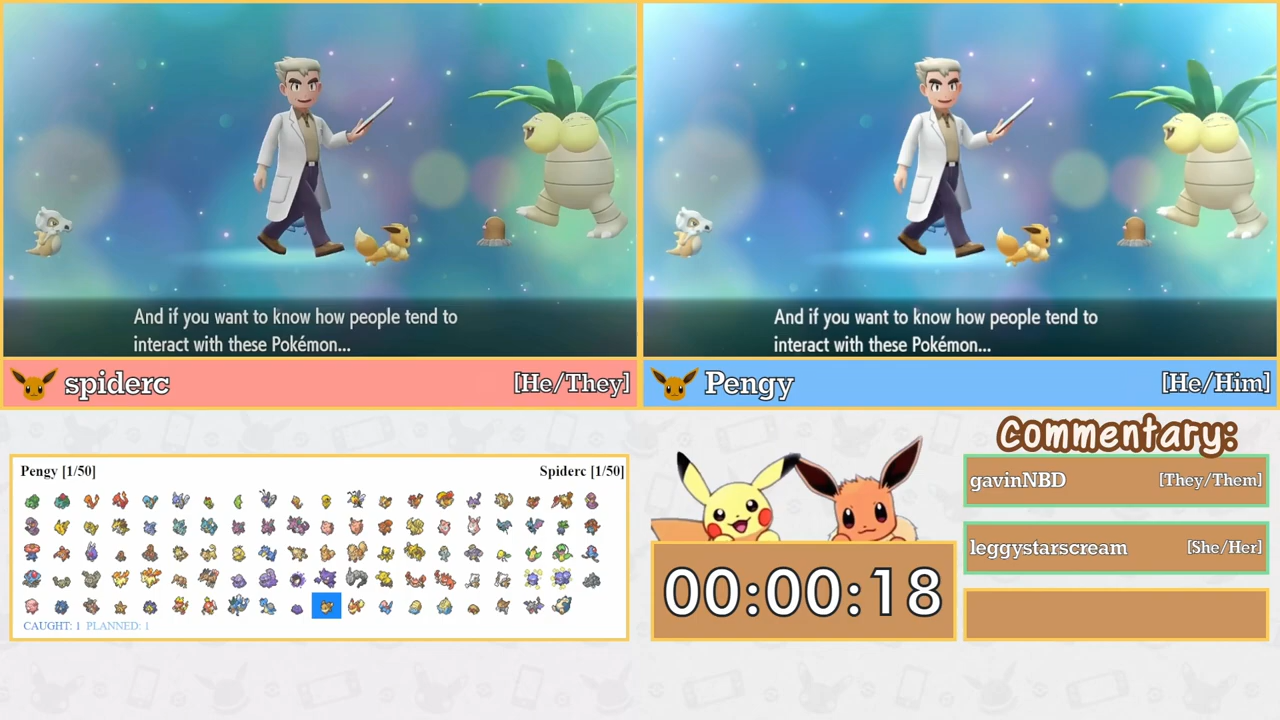 And if you want to know how people tend to
interact with these Pokémon...
And if you want to know how people tend to
interact with these Pokémon...
spiderc [He/They]
Pengy [He/Him]
Commentary:
Pengy [1/50] Spiderc [1/50]
CAUGHT: 1 PLANNED: 1
00:00:18
gavinNBD [They/Them]
leggystarscream [She/Her]